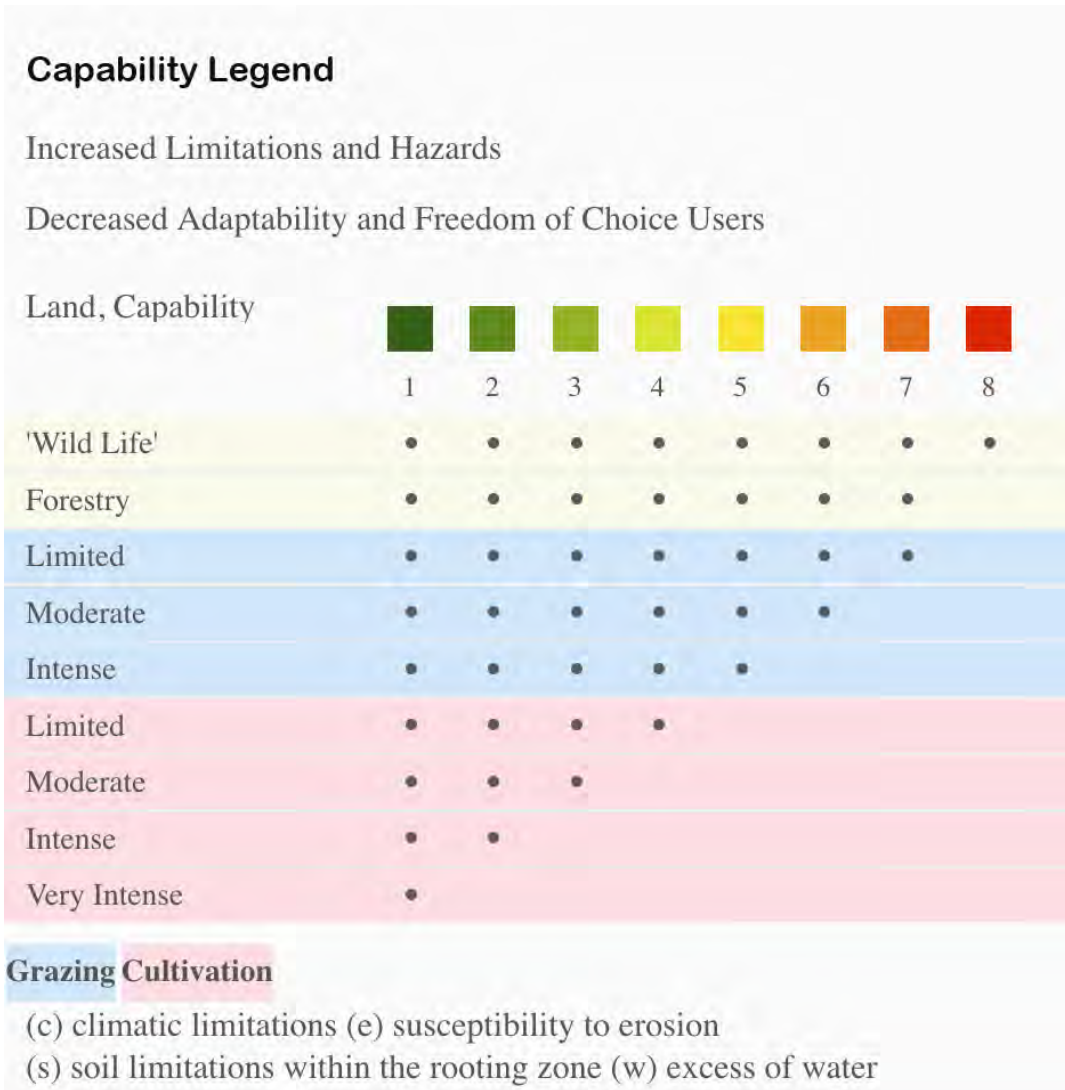 Capability Legend
Increased Limitations and Hazards
Decreased Adaptability and Freedom of Choice Users
Land, Capability
1 2 3 4 5 6 7 8
'Wild Life' • • • • • • • •
Forestry • • • • • • •
Limited • • • • • • •
Moderate • • • • • •
Intense • • • • •
Limited • • • •
Moderate • • •
Intense • •
Very Intense •
Grazing Cultivation
(c) climatic limitations (e) susceptibility to erosion
(s) soil limitations within the rooting zone (w) excess of water